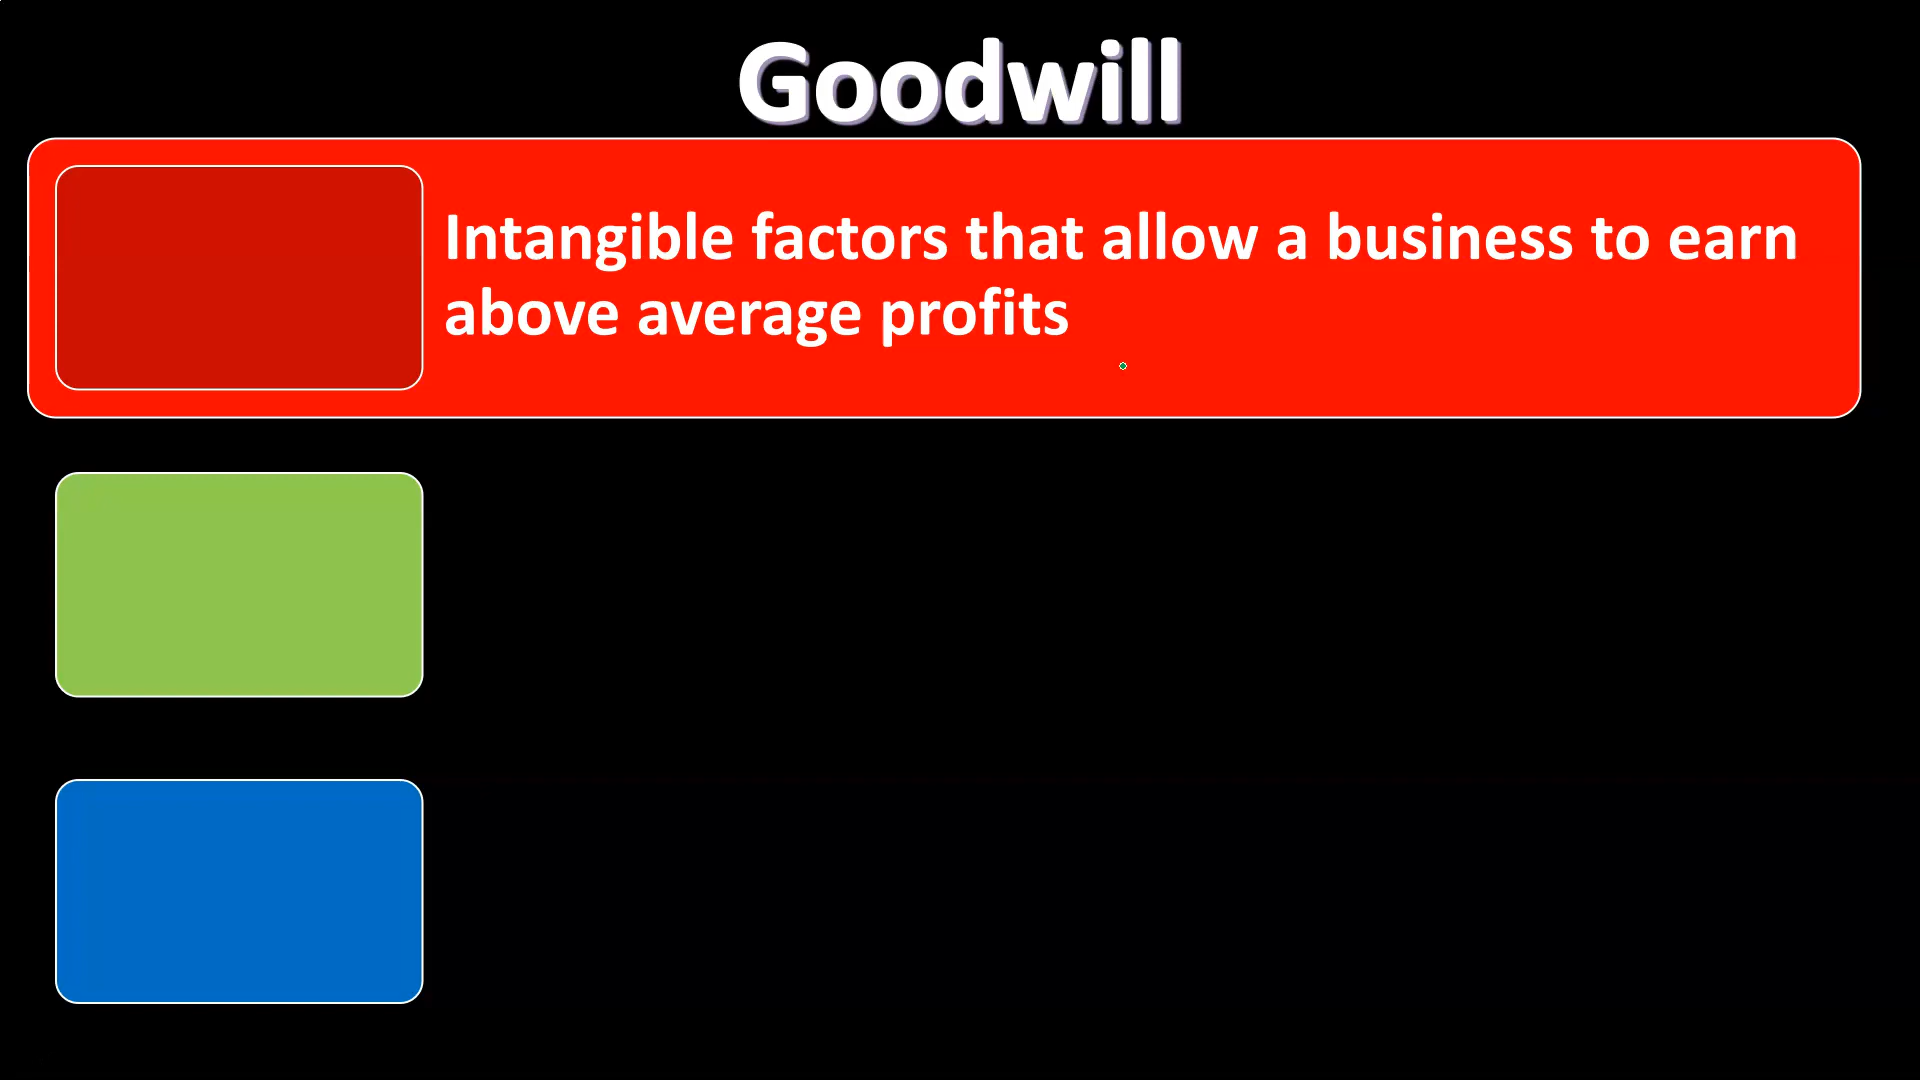 Goodwill
Intangible factors that allow a business to earn
above average profits